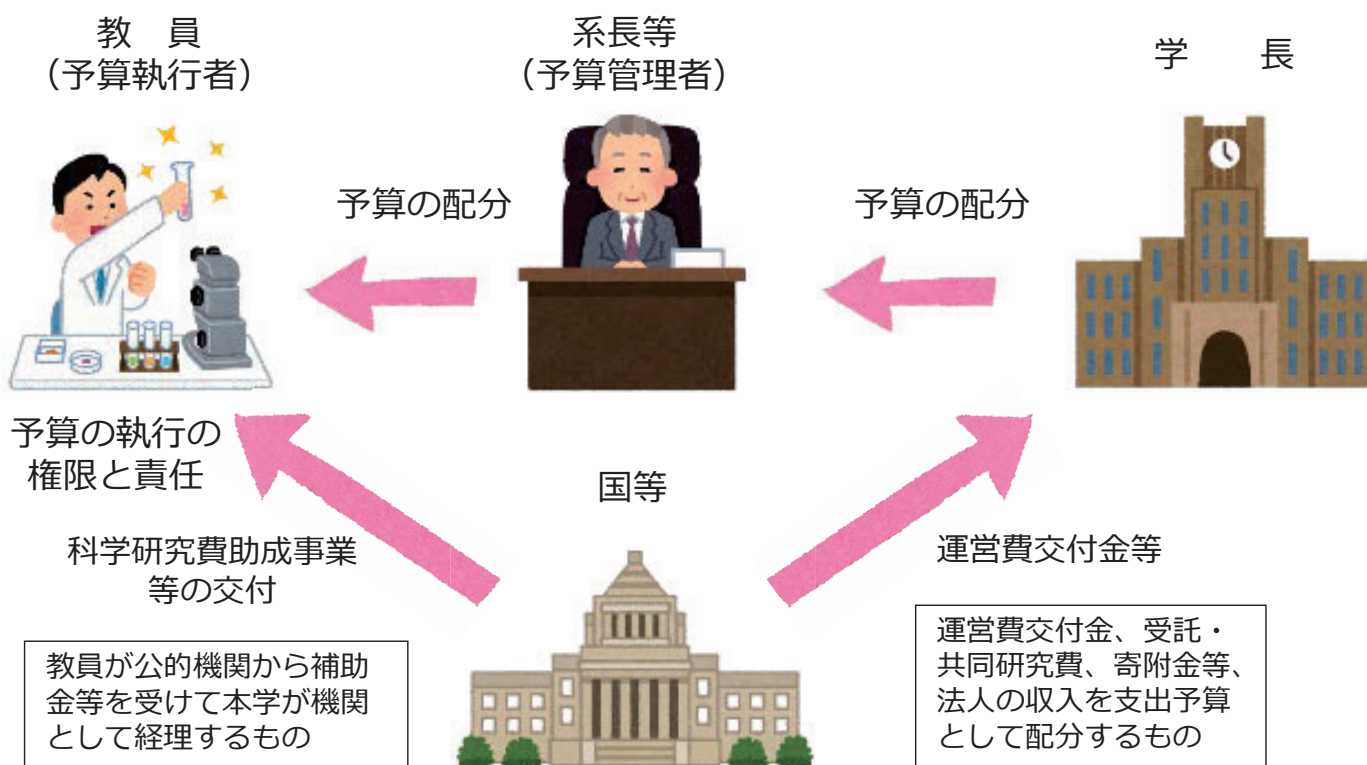 教　員
（予算執行者）
系長等
（予算管理者）
学　　長
予算の配分
予算の配分
予算の執行の
権限と責任
国等
科学研究費助成事業
等の交付
運営費交付金等
教員が公的機関から補助
金等を受けて本学が機関
として経理するもの
運営費交付金、受託・
共同研究費、寄附金等、
法人の収入を支出予算
として配分するもの